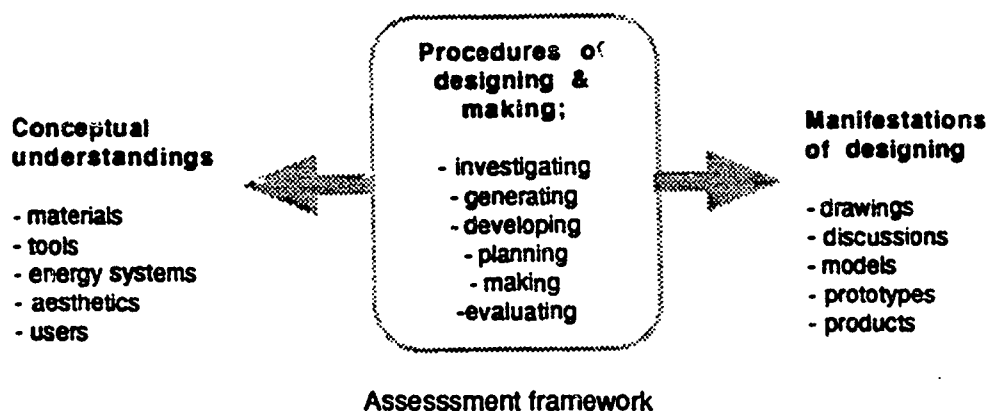 Conceptual
understandings
- materials
- tools
- energy systems
- aesthetics
- users
Procedures of
designing &
making;
- investigating
- generating
- developing
- planning
- making
-evaluating
Manifestations
of designing
- drawings
- discussions
- models
- prototypes
- products
Assesssment framework